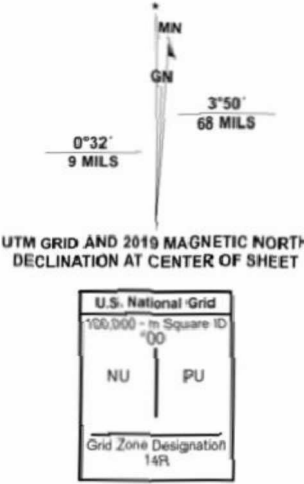 *
MN
GN
3°50´
68 MILS
0°32´
9 MILS
UTM GRID AND 2019 MAGNETIC NORTH
DECLINATION AT CENTER OF SHEET
U.S. National Grid
100,000 - m Square ID
NU PU
Grid Zone Designation
14R